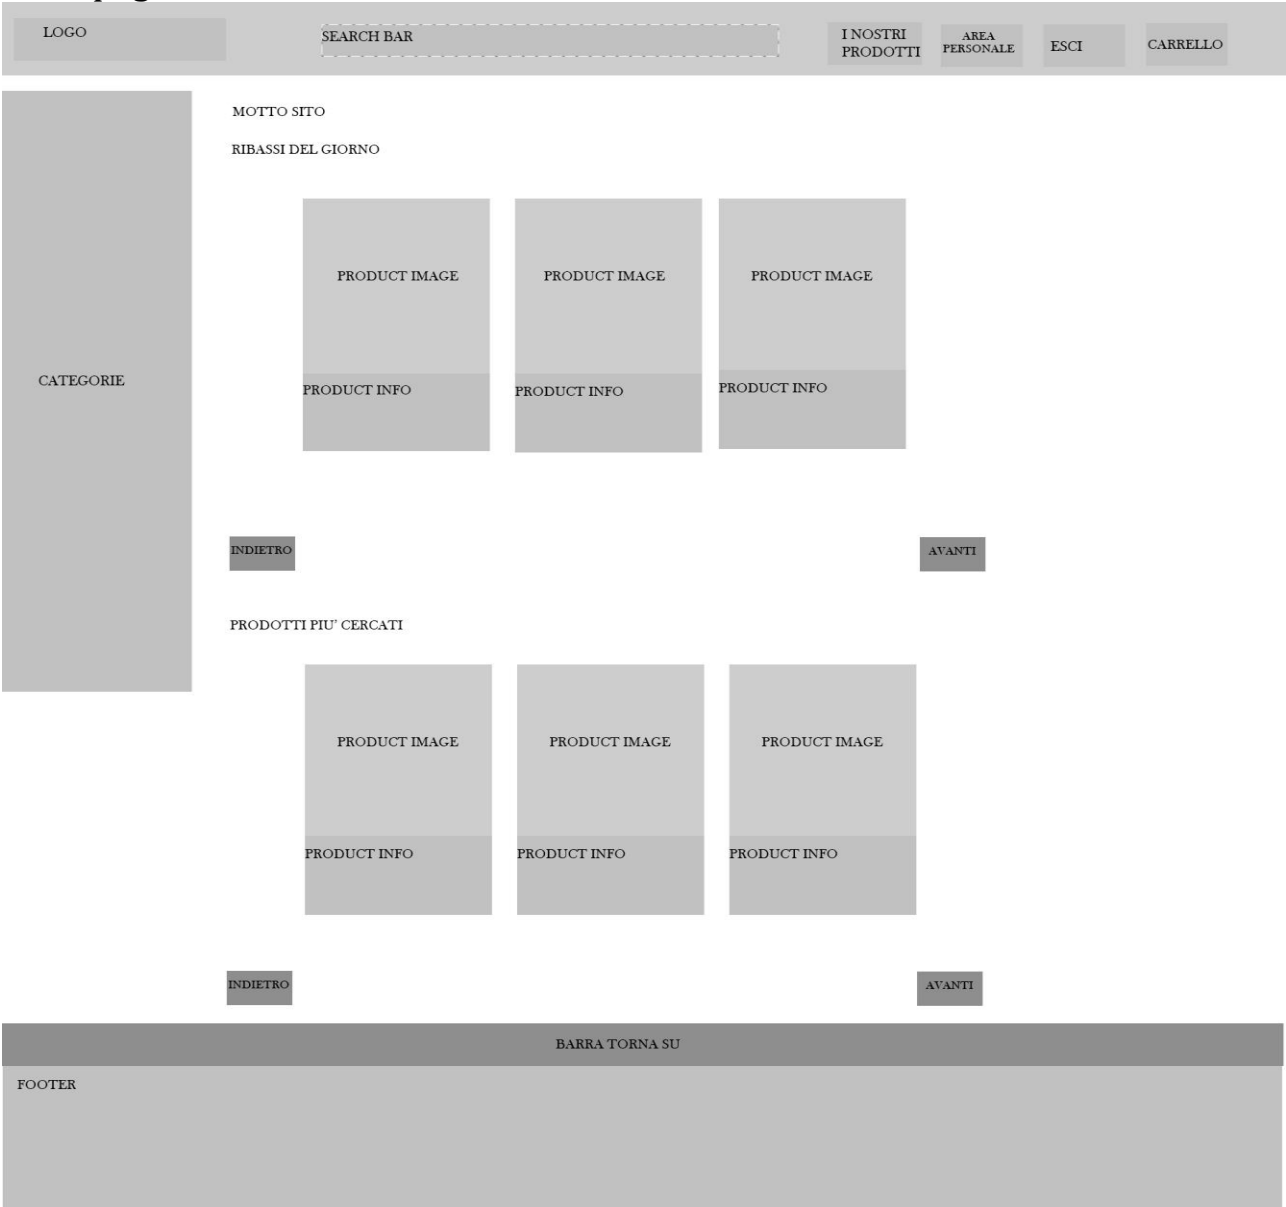 LOGO
SEARCH BAR
I NOSTRI
PRODOTTI
AREA
PERSONALE
ESCI
CARRELLO
MOTTO SITO
RIBASSI DEL GIORNO
CATEGORIE
PRODUCT IMAGE
PRODUCT IMAGE
PRODUCT IMAGE
PRODUCT INFO
PRODUCT INFO
PRODUCT INFO
INDIETRO
AVANTI
PRODOTTI PIU' CERCATI
PRODUCT IMAGE
PRODUCT IMAGE
PRODUCT IMAGE
PRODUCT INFO
PRODUCT INFO
PRODUCT INFO
INDIETRO
AVANTI
BARRA TORNA SU
FOOTER